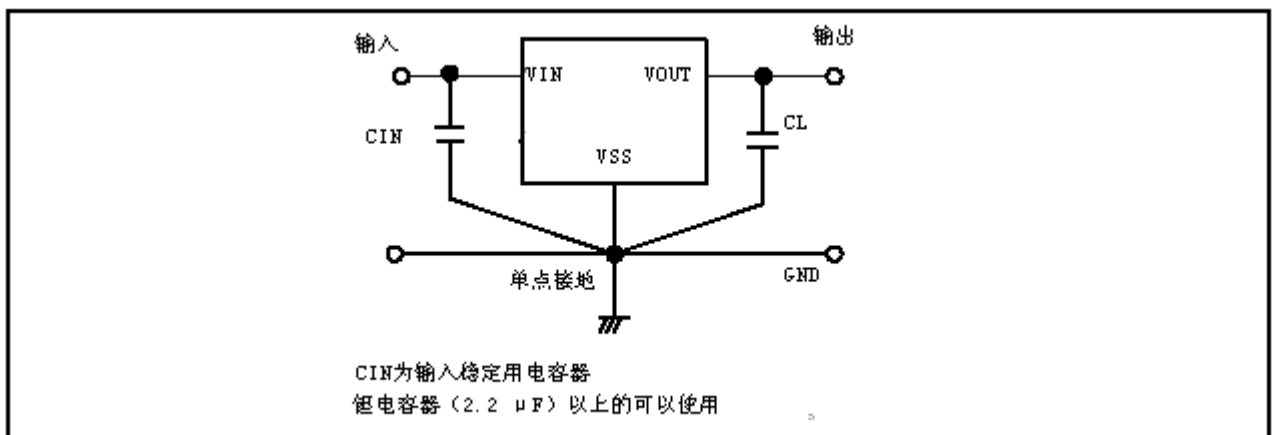 输入
输出
VIN
VOUT
CIN
CL
VSS
单点接地
GND
CIN为输入稳定用电容器
钽电容器（2.2 μF）以上的可以使用